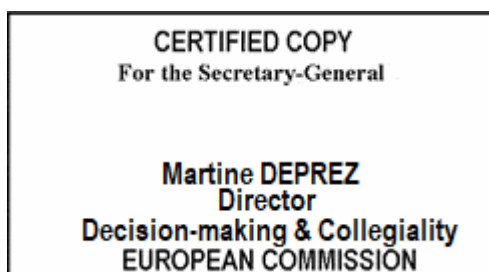 CERTIFIED COPY
For the Secretary-General
Martine DEPREZ
Director
Decision-making & Collegiality
EUROPEAN COMMISSION